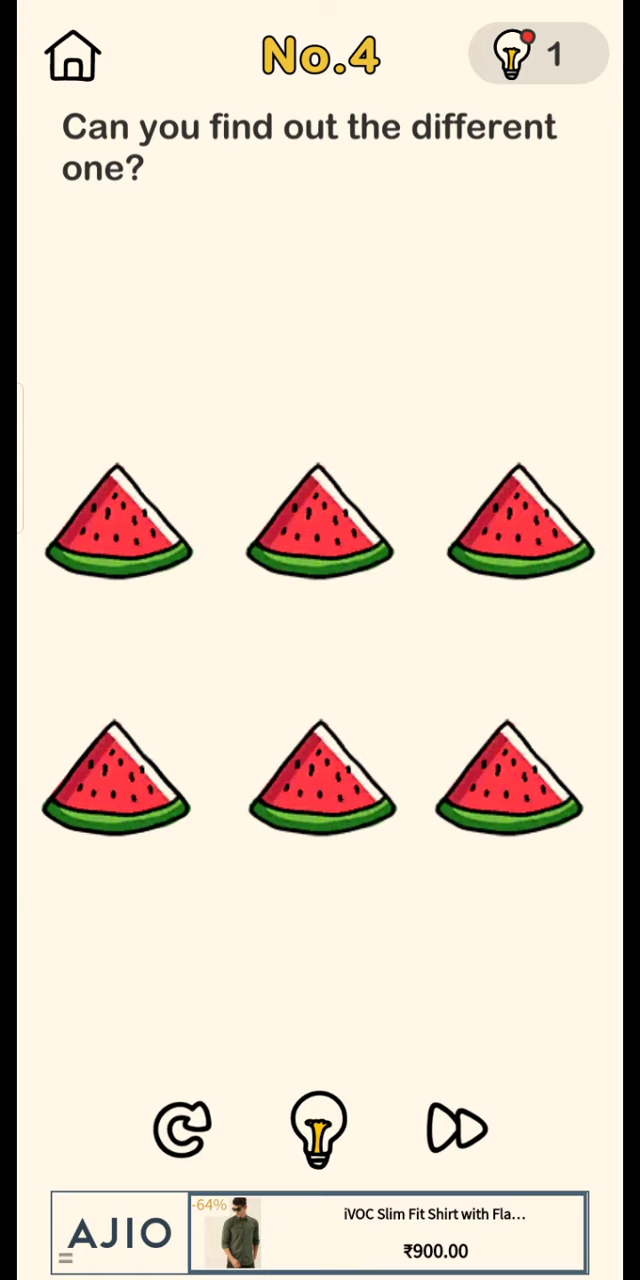 No.4
1
Can you find out the different
one?
AJIO
-64%
iVOC Slim Fit Shirt with Fla...
₹900.00